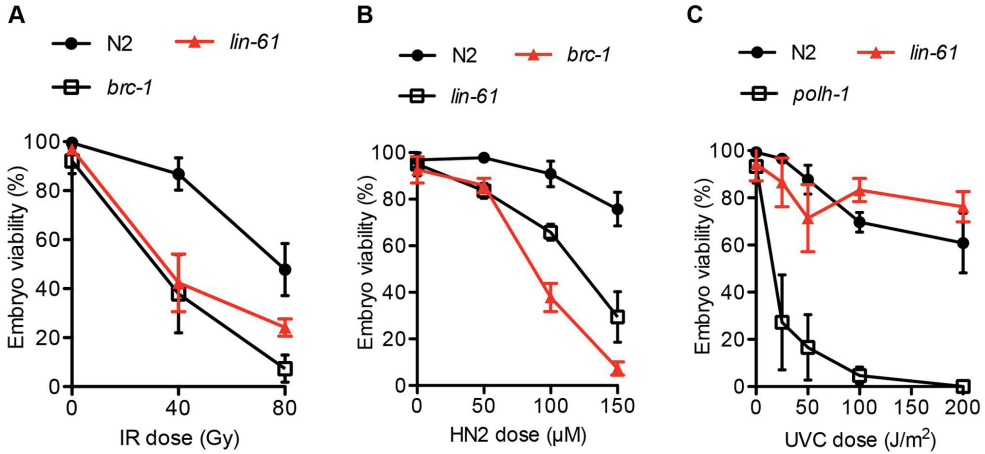 A
N2
lin-61
brc-1
Embryo viability (%)
100
80
60
40
20
0
0 40 80
IR dose (Gy)
B
N2
brc-1
lin-61
Embryo viability (%)
100
80
60
40
20
0
0 50 100 150
HN2 dose (µM)
C
N2
lin-61
polh-1
Embryo viability (%)
100
80
60
40
20
0
0 50 100 150 200
UVC dose (J/m²)